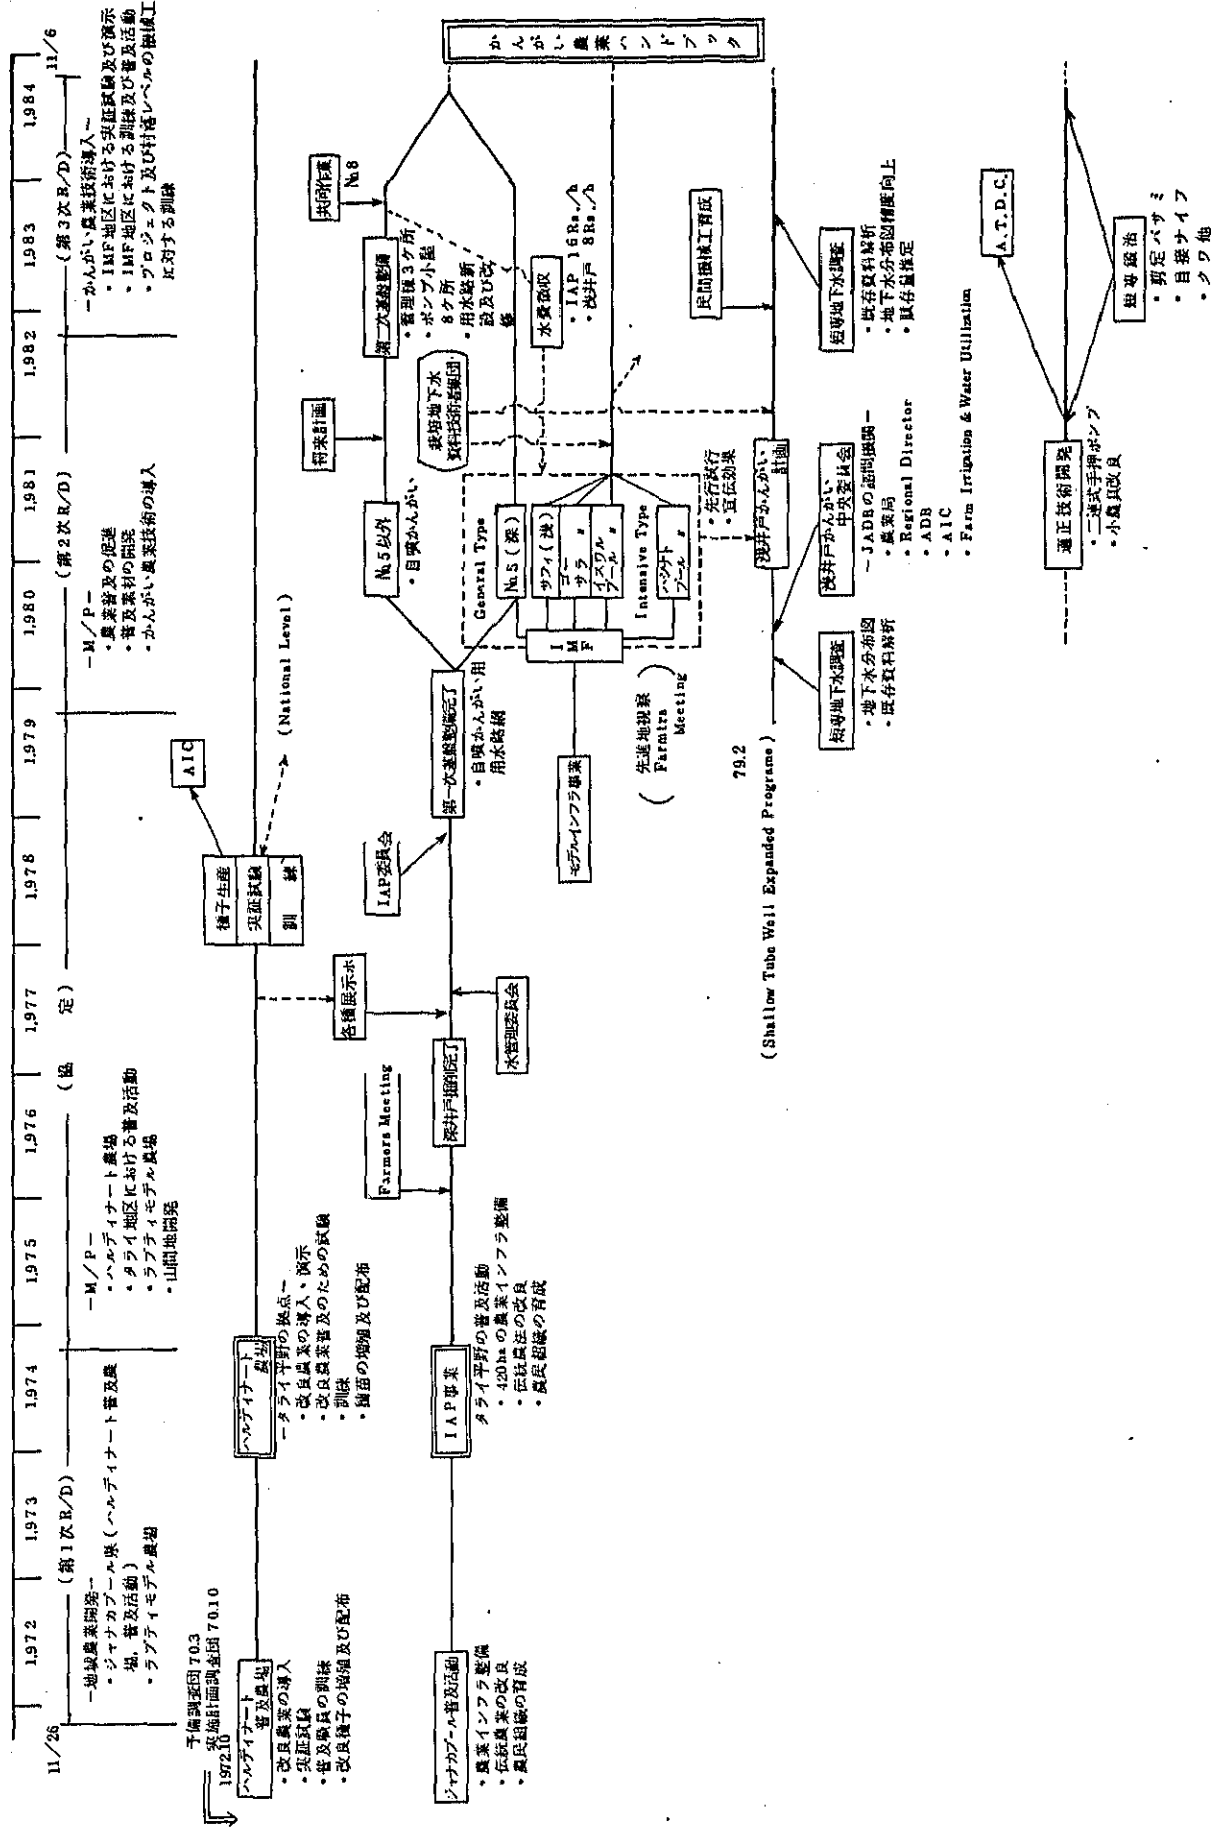 1,972
1,973
1,974
1,975
1,976
1,977
1,978
1,979
1,980
1,981
1,982
1,983
1,984
11/26
11/6
(第1次R/D)
(協
定)
(第2次R/D)
(第3次R/D)
−地域農業開発−
・ジャナカプール県(ハルディナート普及農
場,普及活動)
・ラプティモデル農場
−M/P−
・ハルディナート農場
・タライ地区における普及活動
・ラプティモデル農場
・山間地開発
−M/P−
・農業普及の促進
・普及素材の開発
・かんがい農業技術の導入
−かんがい農業技術導入−
・IMF地区における実証試験及び演示
・IMF地区における訓練及び普及活動
・プロジェクト及び村落レベルの機械工
に対する訓練
予備調査団 70.3
実施計画調査団 70.10
1972.10
ハルディナート
普及農場
・改良農業の導入
・実証試験
・普及職員の訓練
・改良種子の増殖及び配布
ハルディナート
農場
−タライ平野の拠点−
・改良農業の導入・演示
・改良農業普及のための試験
・訓練
・種苗の増殖及び配布
種子生産
実証試験
訓 練
AIC
(National Level)
各種展示ホ
ジャナカプール普及活動
・農業インフラ整備
・伝統農業の改良
・農民組織の育成
IAP事業
タライ平野の普及活動
・420haの農業インフラ整備
・伝統農法の改良
・農民組織の育成
Farmers Meeting
深井戸掘削完了
水管理委員会
IAP委員会
第一次基盤整備完了
・自噴かんがい用
用水路網
No.5以外
・自噴かんがい
将来計画
第二次基盤整備
・管理棟3ヶ所
・ポンプ小屋
8ヶ所
・用水路新
設及び改
修
共同作業
No.8
かんがい農業ハンドブック
モデルインフラ事業
IMF
General Type
No.5(深)
サフィ(浅)
ゴー
サラ 〃
イズワル
プール 〃
Intensive Type
プール 〃
(先進地視察
Farmtra
Meeting)
栽培地下水
資料技術者集団
水費徴収
・IAP 16Rs./h
・浅井戸 8Rs./h
・先行試行
・宣伝効果
79.2
(Shallow Tube Well Expanded Programe)
浅井戸かんがい
計画
民間機械工育成
短専地下水調査
・地下水分布図
・既存資料解析
浅井戸かんがい
中央委員会
−JADBの諮問機関−
・農業局
・Regional Director
・ADB
・AIC
・Farm Irrigation & Water Utilization
短専地下水調査
・既存資料解析
・地下水分布図精度向上
・賦存量推定
適正技術開発
・二連式手押ポンプ
・小農具改良
A.T.D.C.
短専鍛冶
・剪定バサミ
・目接ナイフ
・クワ他